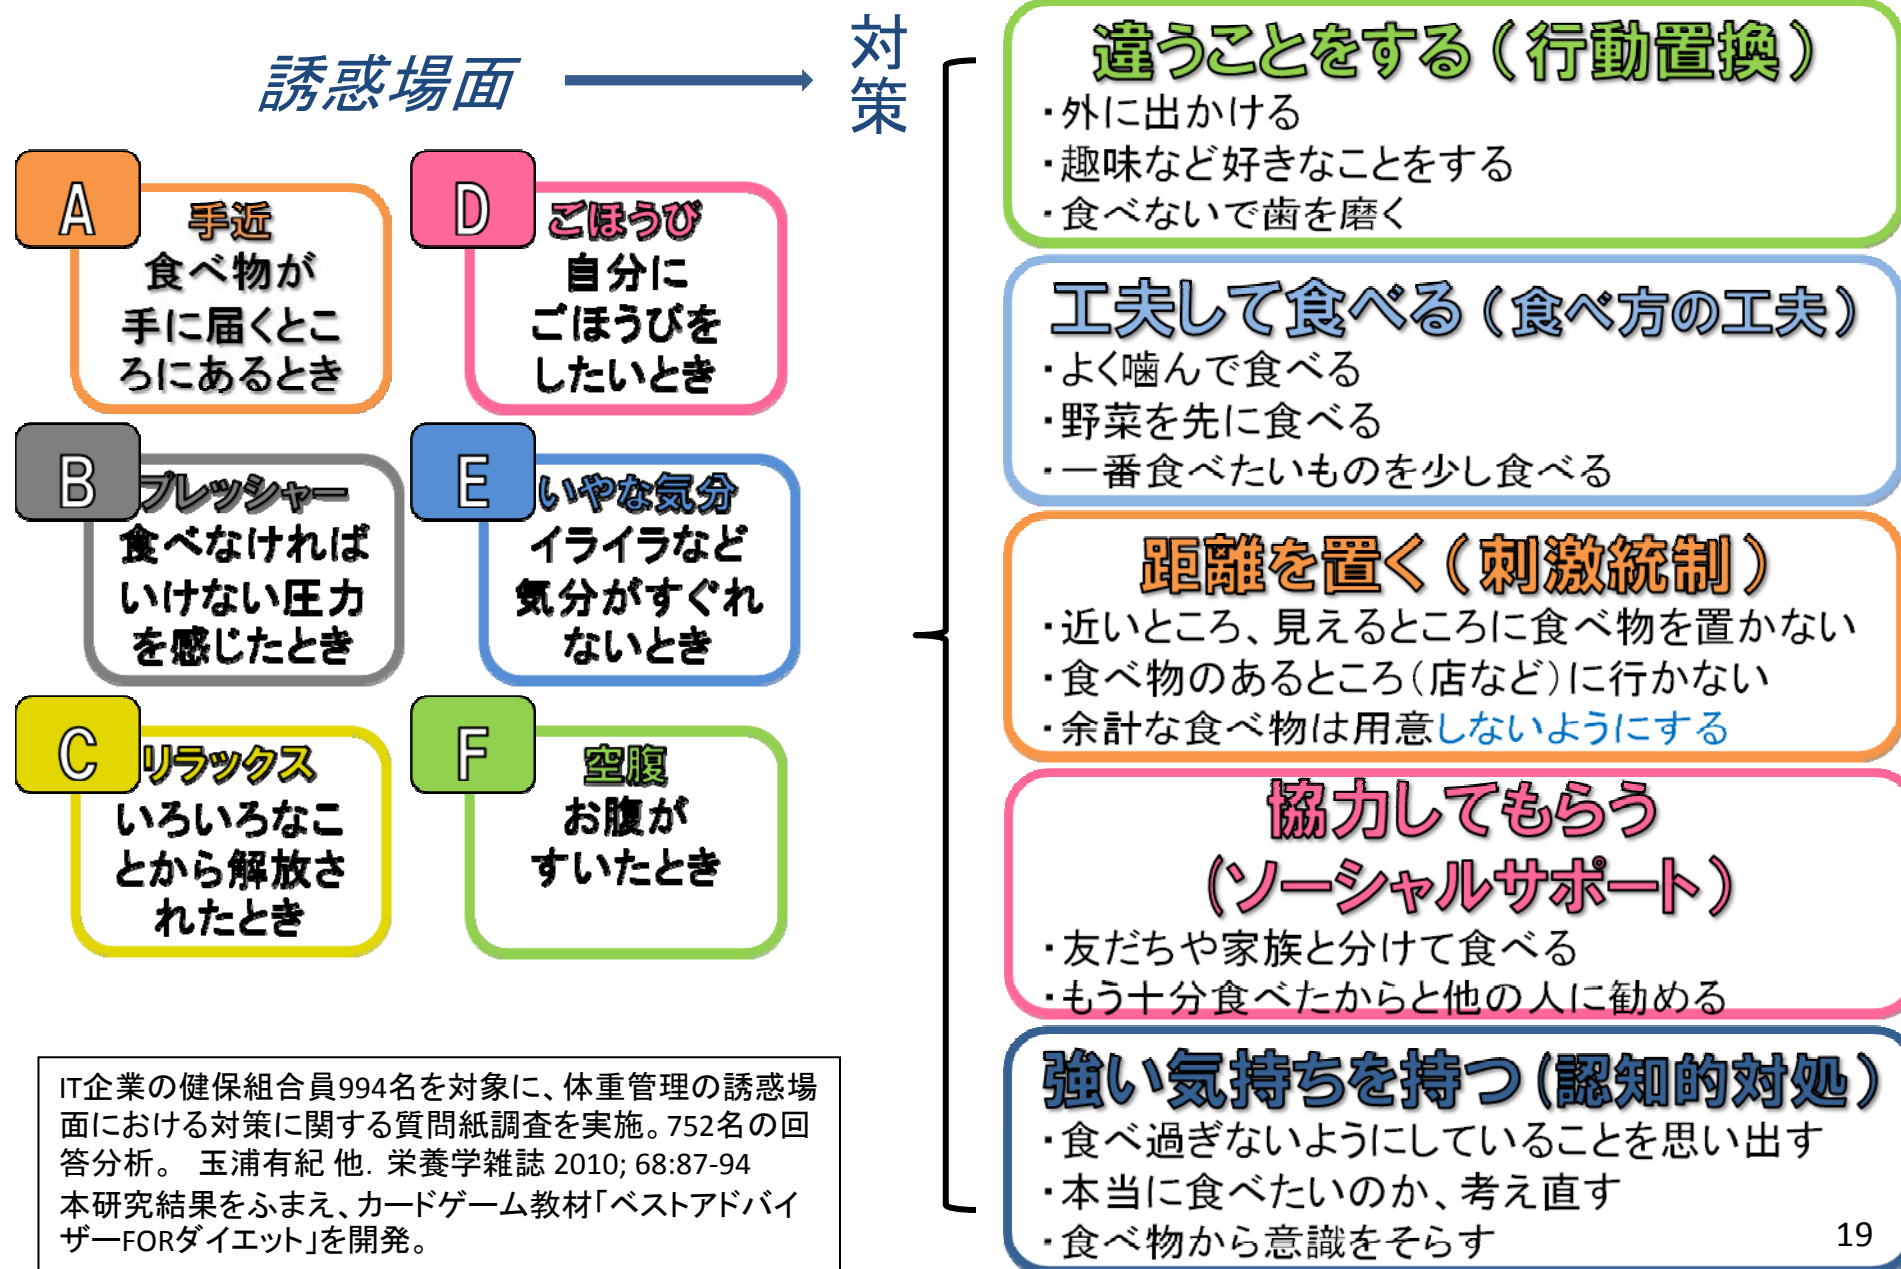 誘惑場面
対策
A
手近
食べ物が
手に届くとこ
ろにあるとき
B
プレッシャー
食べなければ
いけない圧力
を感じたとき
C
リラックス
いろいろなこ
とから解放さ
れたとき
D
ごほうび
自分に
ごほうびを
したいとき
E
いやな気分
イライラなど
気分がすぐれ
ないとき
F
空腹
お腹が
すいたとき
違うことをする（行動置換）
・外に出かける
・趣味など好きなことをする
・食べないで歯を磨く
工夫して食べる（食べ方の工夫）
・よく噛んで食べる
・野菜を先に食べる
・一番食べたいものを少し食べる
距離を置く（刺激統制）
・近いところ、見えるところに食べ物を置かない
・食べ物のあるところ（店など）に行かない
・余計な食べ物は用意しないようにする
協力してもらう
（ソーシャルサポート）
・友だちや家族と分けて食べる
・もう十分食べたからと他の人に勧める
強い気持ちを持つ（認知的対処）
・食べ過ぎないようにしていることを思い出す
・本当に食べたいのか、考え直す
・食べ物から意識をそらす
IT企業の健保組合員994名を対象に、体重管理の誘惑場
面における対策に関する質問紙調査を実施。752名の回
答分析。 玉浦有紀 他. 栄養学雑誌 2010; 68:87-94
本研究結果をふまえ、カードゲーム教材「ベストアドバイ
ザーFORダイエット」を開発。
19